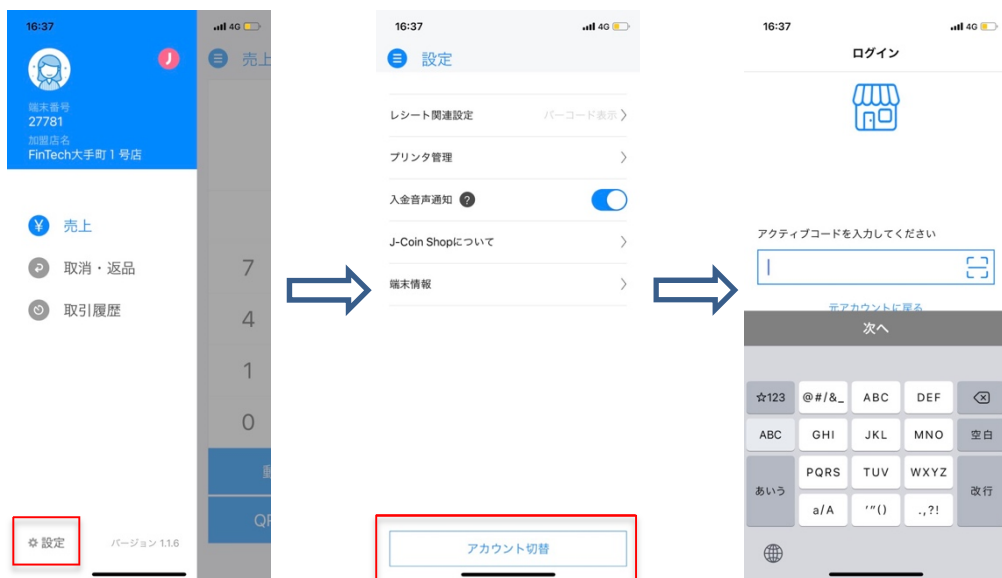 16:37
4G
J
端末番号
27781
加盟店名
FinTech大手町1号店
売上
¥ 売上
取消・返品
取引履歴
7
4
1
0
設定
バージョン 1.1.6
16:37
4G
設定
レシート関連設定 バーコード表示
プリンタ管理
入金音声通知 ?
J-Coin Shopについて
端末情報
アカウント切替
16:37
4G
ログイン
アクティブコードを入力してください
元アカウントに戻る
次へ
☆123 @#/&_ ABC DEF
ABC GHI JKL MNO 空白
あいう PQRS TUV WXYZ 改行
a/A '"() .,?!